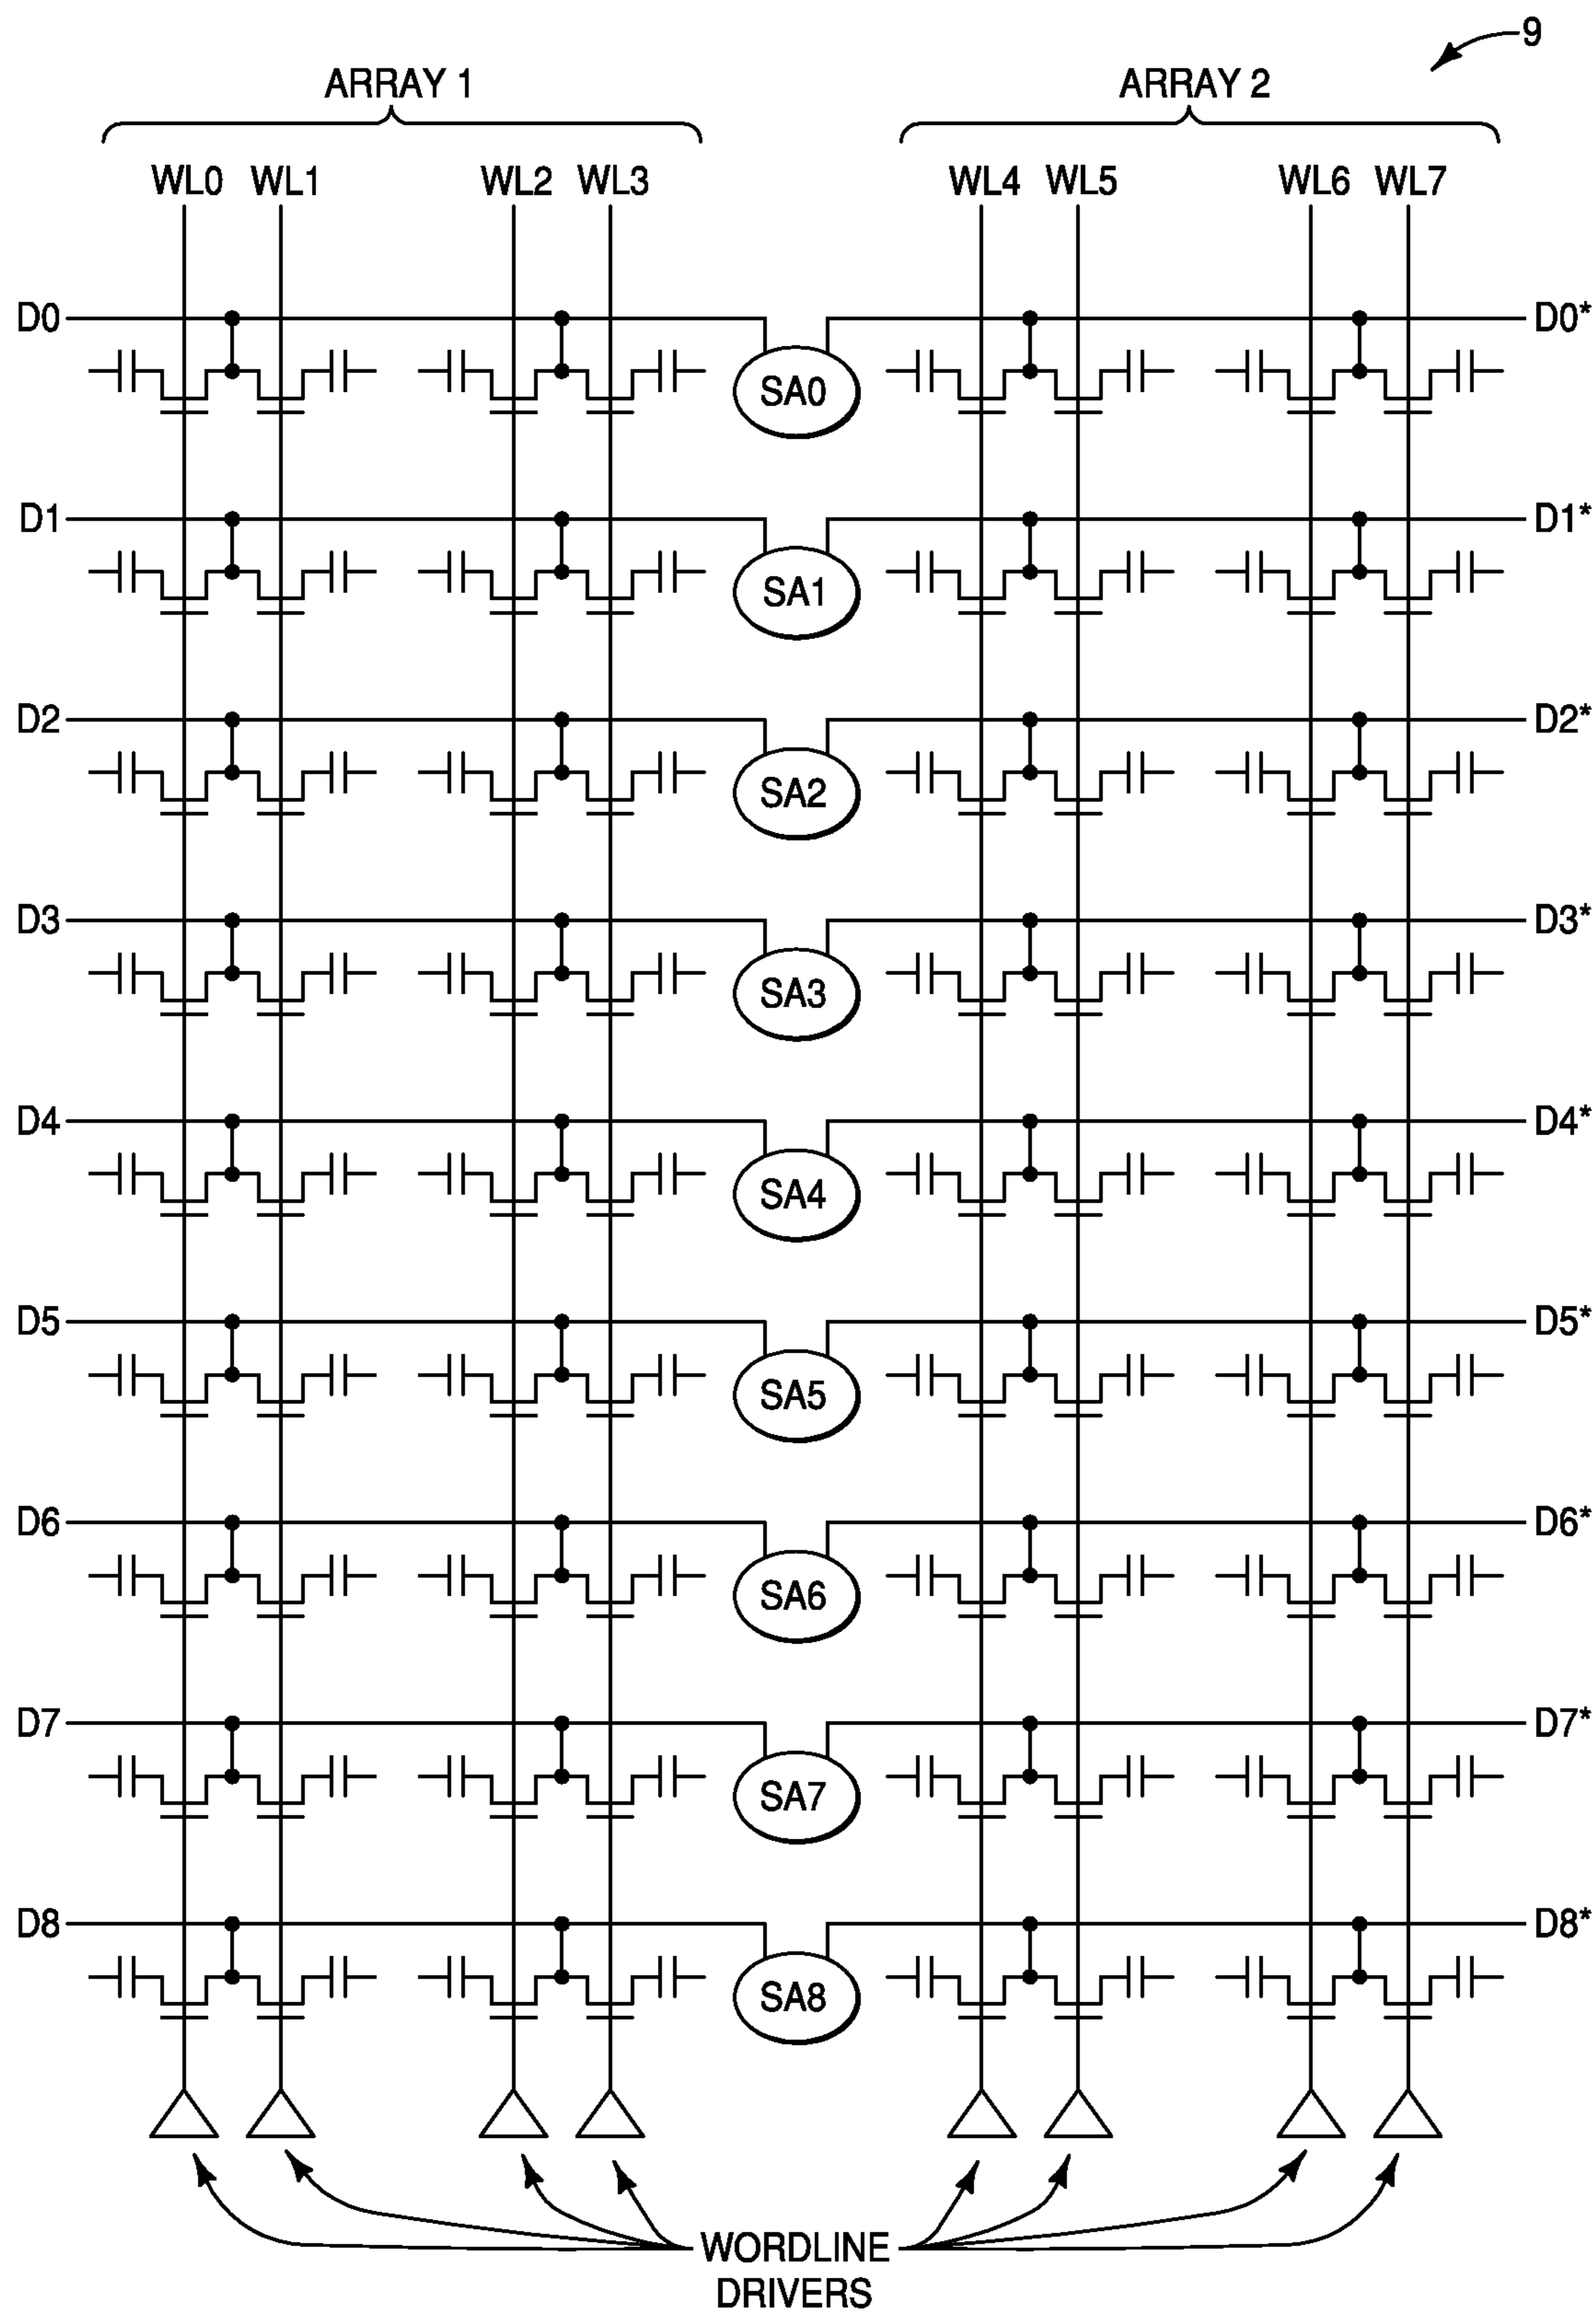 9
ARRAY 1 ARRAY 2
WL0 WL1 WL2 WL3 WL4 WL5 WL6 WL7
D0 D0*
SA0
D1 D1*
SA1
D2 D2*
SA2
D3 D3*
SA3
D4 D4*
SA4
D5 D5*
SA5
D6 D6*
SA6
D7 D7*
SA7
D8 D8*
SA8
WORDLINE
DRIVERS